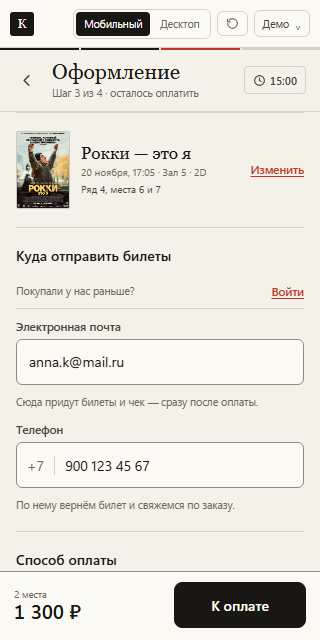 К
Мобильный
Десктоп
Демо
Оформление
Шаг 3 из 4 · осталось оплатить
15:00
РОККИ
Рокки — это я
20 ноября, 17:05 · Зал 5 · 2D
Ряд 4, места 6 и 7
Изменить
Куда отправить билеты
Покупали у нас раньше?
Войти
Электронная почта
anna.k@mail.ru
Сюда придут билеты и чек — сразу после оплаты.
Телефон
+7
900 123 45 67
По нему вернём билет и свяжемся по заказу.
Способ оплаты
2 места
1 300 ₽
К оплате